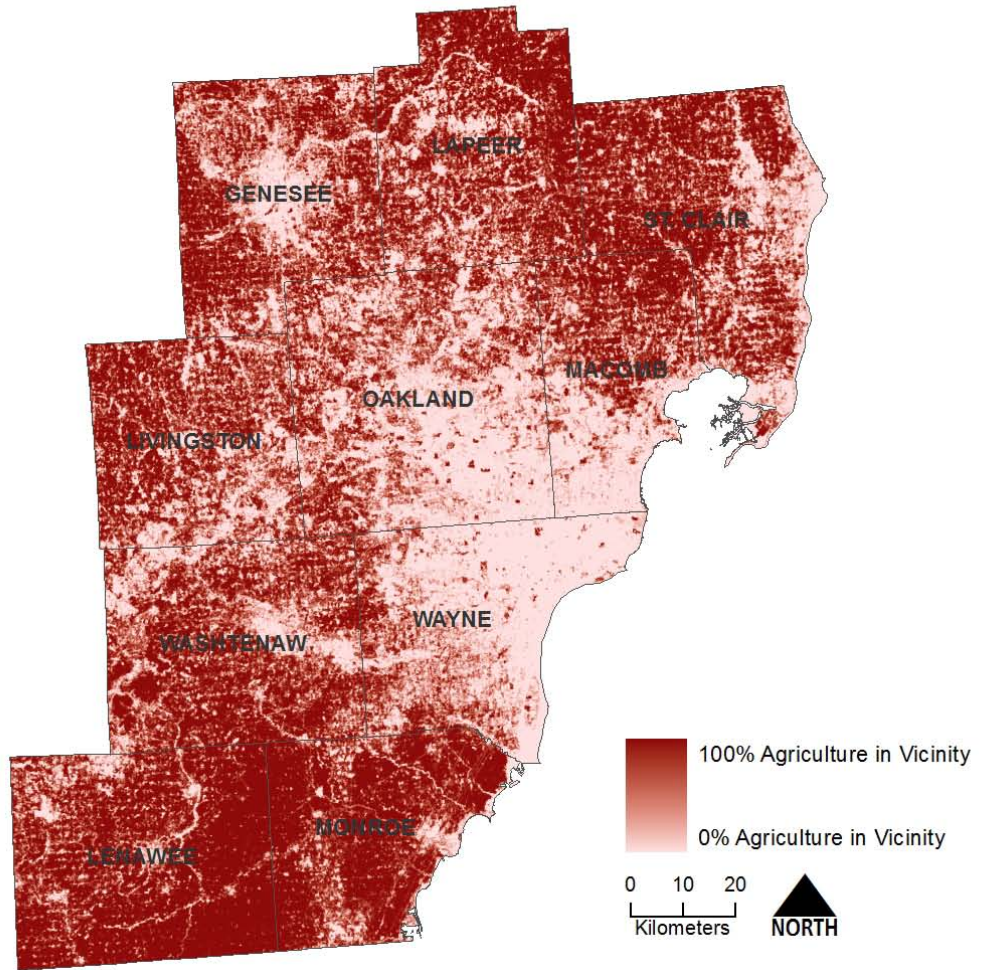 LAPEER
GENESEE
ST. CLAIR
MACOMB
OAKLAND
LIVINGSTON
WAYNE
WASHTENAW
100% Agriculture in Vicinity
MONROE
0% Agriculture in Vicinity
LENAWEE
0 10 20
Kilometers
NORTH